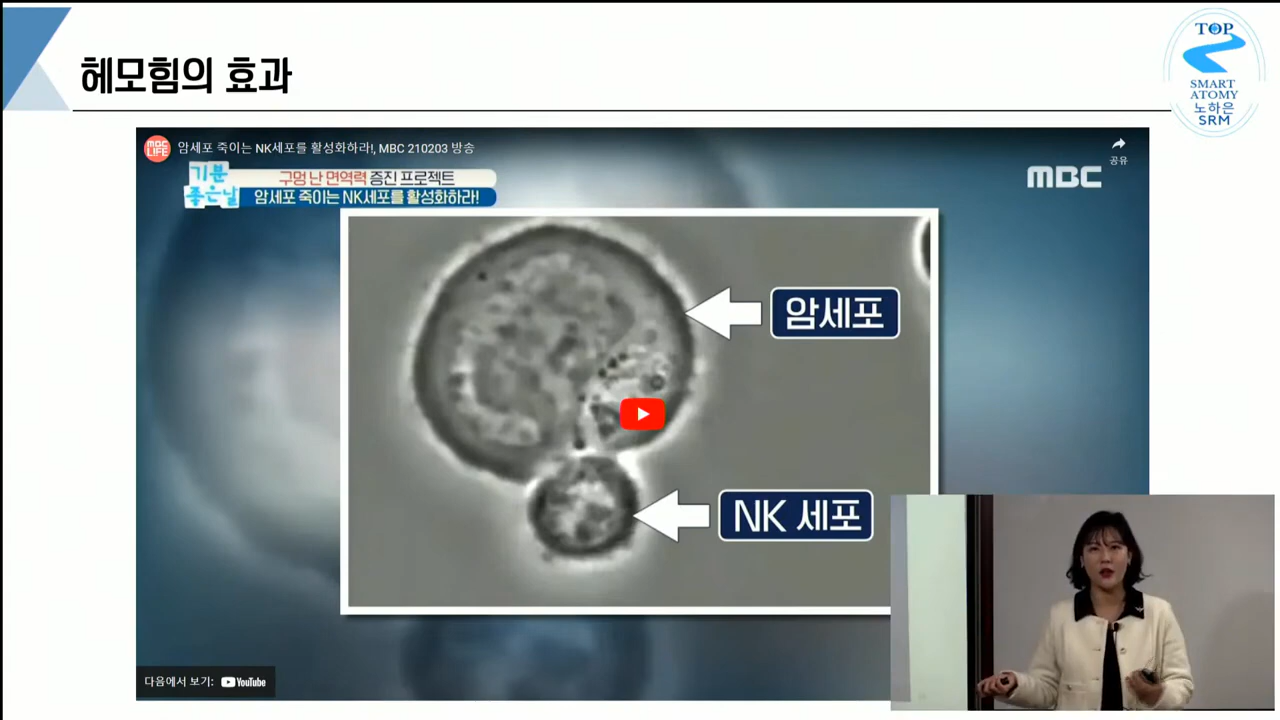 헤모힘의 효과
TOP
SMART
ATOMY
노하은
SRM
MBC
LIFE
암세포 죽이는 NK세포를 활성화하라!, MBC 210203 방송
공유
기분
좋은날
구멍 난 면역력 증진 프로젝트
암세포 죽이는 NK세포를 활성화하라!
MBC
암세포
NK 세포
다음에서 보기: YouTube